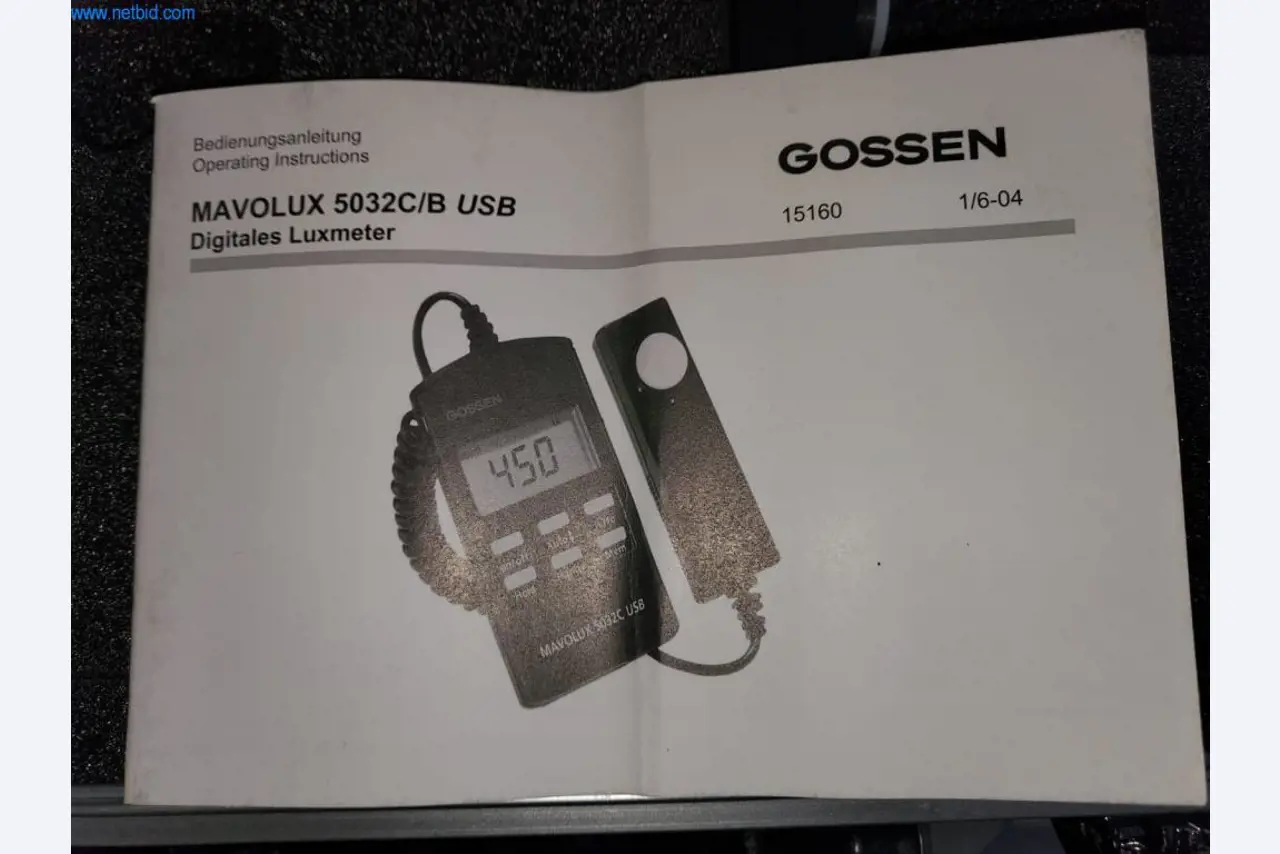 www.netbid.com
Bedienungsanleitung
Operating Instructions
MAVOLUX 5032C/B USB
Digitales Luxmeter
GOSSEN
15160
1/6-04
GOSSEN
450
MAVOLUX 5032C USB